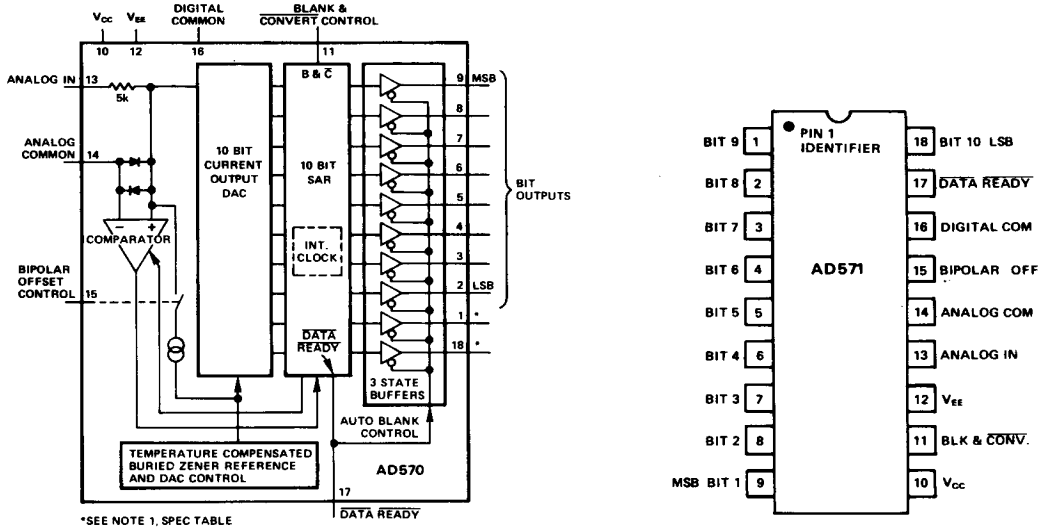 DIGITAL
COMMON
BLANK &
CONVERT CONTROL
VCC
VEE
10
12
16
11
ANALOG IN 13
5k
B & C
9 MSB
8
7
6
5
4
3
2 LSB
1 *
18 *
BIT
OUTPUTS
ANALOG
COMMON
14
10 BIT
CURRENT
OUTPUT
DAC
10 BIT
SAR
INT.
CLOCK
- +
COMPARATOR
BIPOLAR
OFFSET
CONTROL
15
DATA
READY
3 STATE
BUFFERS
AUTO BLANK
CONTROL
TEMPERATURE COMPENSATED
BURIED ZENER REFERENCE
AND DAC CONTROL
AD570
17
DATA READY
*SEE NOTE 1, SPEC TABLE
PIN 1
IDENTIFIER
AD571
BIT 9 1
BIT 8 2
BIT 7 3
BIT 6 4
BIT 5 5
BIT 4 6
BIT 3 7
BIT 2 8
MSB BIT 1 9
18 BIT 10 LSB
17 DATA READY
16 DIGITAL COM
15 BIPOLAR OFF
14 ANALOG COM
13 ANALOG IN
12 VEE
11 BLK & CONV.
10 VCC